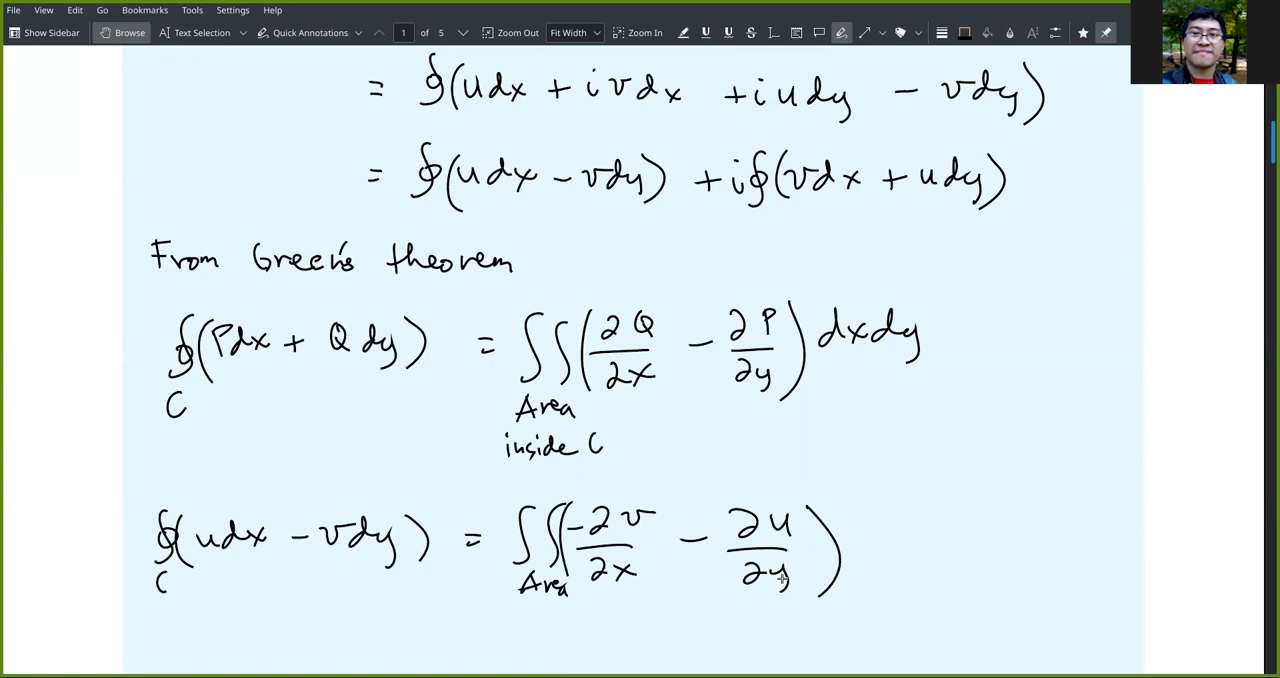 File View Edit Go Bookmarks Tools Settings Help
Show Sidebar Browse Text Selection Quick Annotations 1 of 5 Zoom Out Fit Width Zoom In
= ∮(udx + ivdx + iudy - vdy)
= ∮(udx - vdy) + i∮(vdx + udy)
From Green's theorem
∮_C (Pdx + Qdy) = ∬_{Area inside C} (∂Q/∂x - ∂P/∂y) dxdy
∮_C (udx - vdy) = ∬_{Area} (-∂v/∂x - ∂u/∂y)